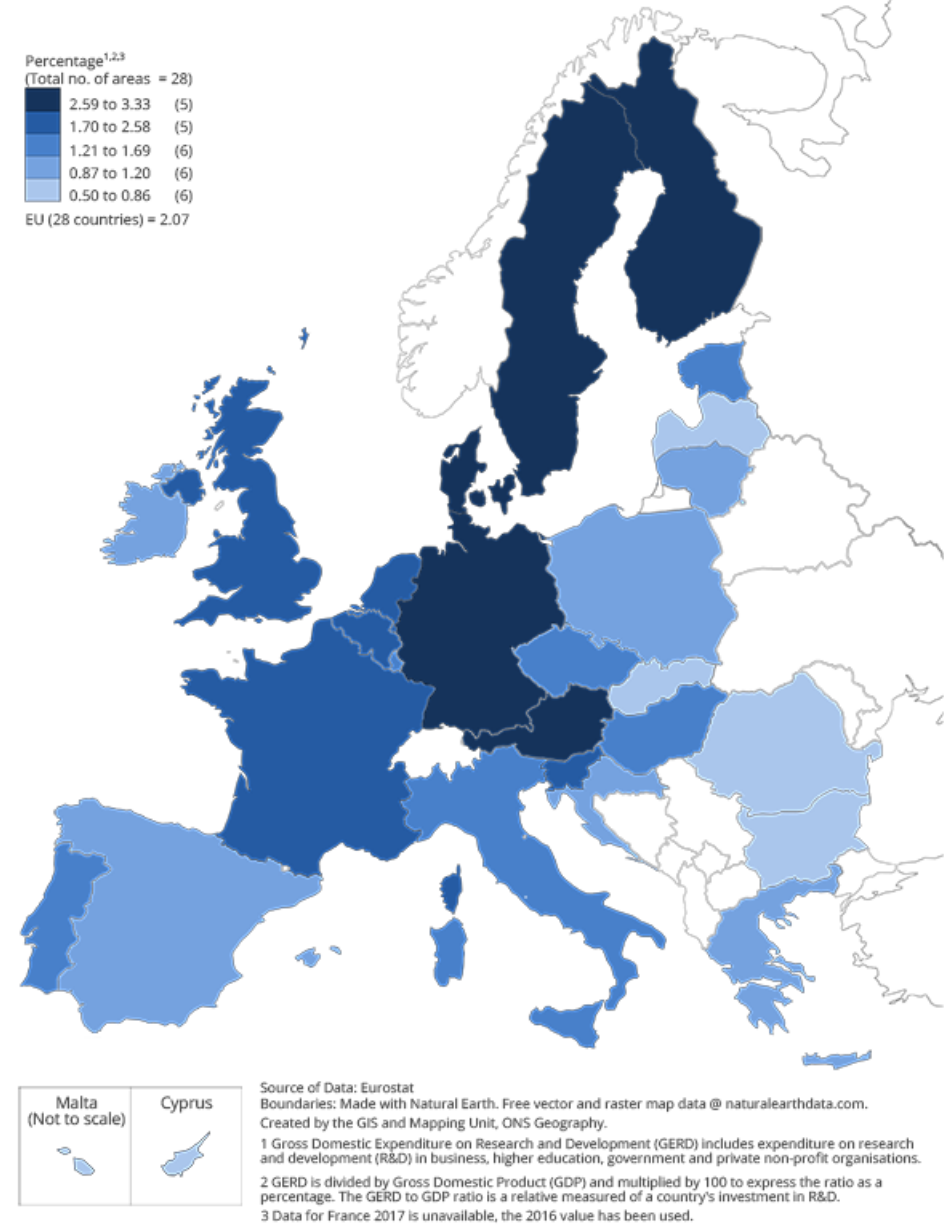 Percentage1,2,3
(Total no. of areas = 28)
2.59 to 3.33 (5)
1.70 to 2.58 (5)
1.21 to 1.69 (6)
0.87 to 1.20 (6)
0.50 to 0.86 (6)
EU (28 countries) = 2.07
Malta
(Not to scale)
Cyprus
Source of Data: Eurostat
Boundaries: Made with Natural Earth. Free vector and raster map data @ naturalearthdata.com.
Created by the GIS and Mapping Unit, ONS Geography.
1 Gross Domestic Expenditure on Research and Development (GERD) includes expenditure on research
and development (R&D) in business, higher education, government and private non-profit organisations.
2 GERD is divided by Gross Domestic Product (GDP) and multiplied by 100 to express the ratio as a
percentage. The GERD to GDP ratio is a relative measured of a country's investment in R&D.
3 Data for France 2017 is unavailable, the 2016 value has been used.